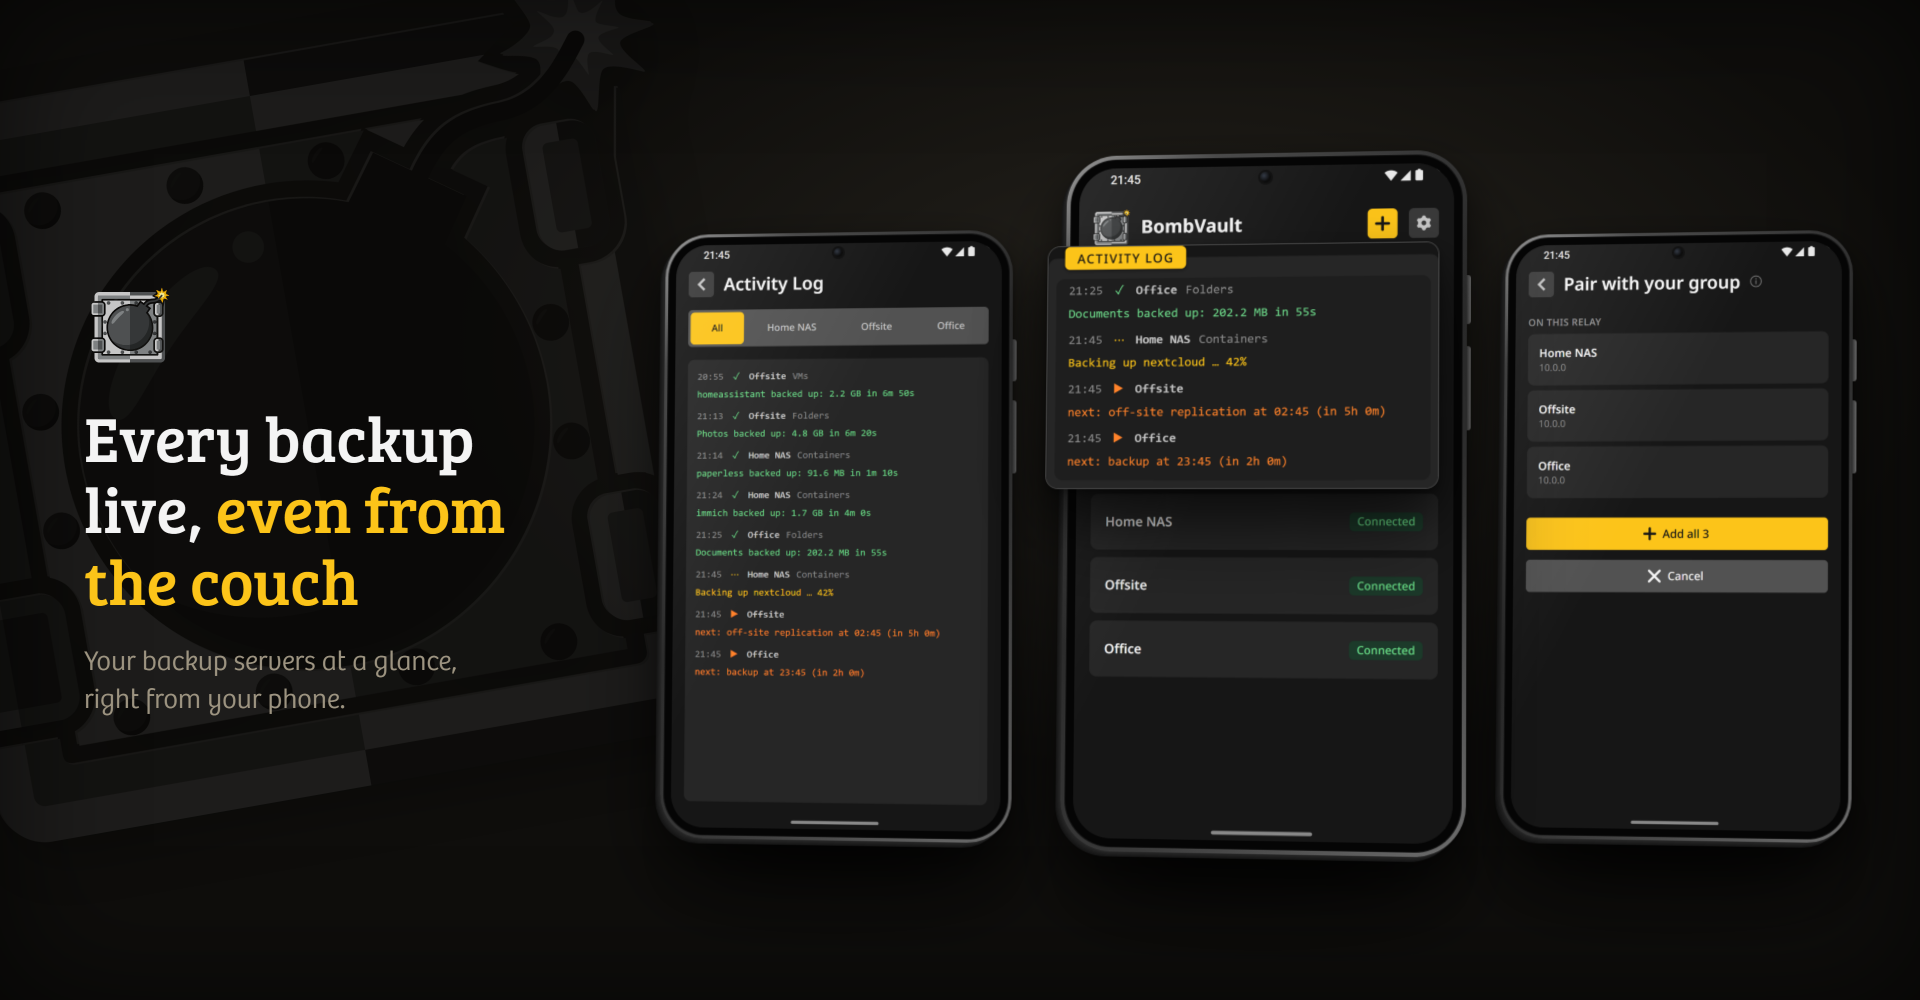 Every backup
live, even from
the couch
Your backup servers at a glance,
right from your phone.
21:45
Activity Log
All Home NAS Offsite Office
20:55 ✓ Offsite VMs
homeassistant backed up: 2.2 GB in 6m 50s
21:13 ✓ Offsite Folders
Photos backed up: 4.8 GB in 6m 20s
21:14 ✓ Home NAS Containers
paperless backed up: 91.6 MB in 1m 10s
21:24 ✓ Home NAS Containers
immich backed up: 1.7 GB in 4m 0s
21:25 ✓ Office Folders
Documents backed up: 202.2 MB in 55s
21:45 ··· Home NAS Containers
Backing up nextcloud … 42%
21:45 ▶ Offsite
next: off-site replication at 02:45 (in 5h 0m)
21:45 ▶ Office
next: backup at 23:45 (in 2h 0m)
21:45
BombVault
ACTIVITY LOG
21:25 ✓ Office Folders
Documents backed up: 202.2 MB in 55s
21:45 ··· Home NAS Containers
Backing up nextcloud … 42%
21:45 ▶ Offsite
next: off-site replication at 02:45 (in 5h 0m)
21:45 ▶ Office
next: backup at 23:45 (in 2h 0m)
Home NAS Connected
Offsite Connected
Office Connected
21:45
Pair with your group
ON THIS RELAY
Home NAS
10.0.0
Offsite
10.0.0
Office
10.0.0
Add all 3
Cancel